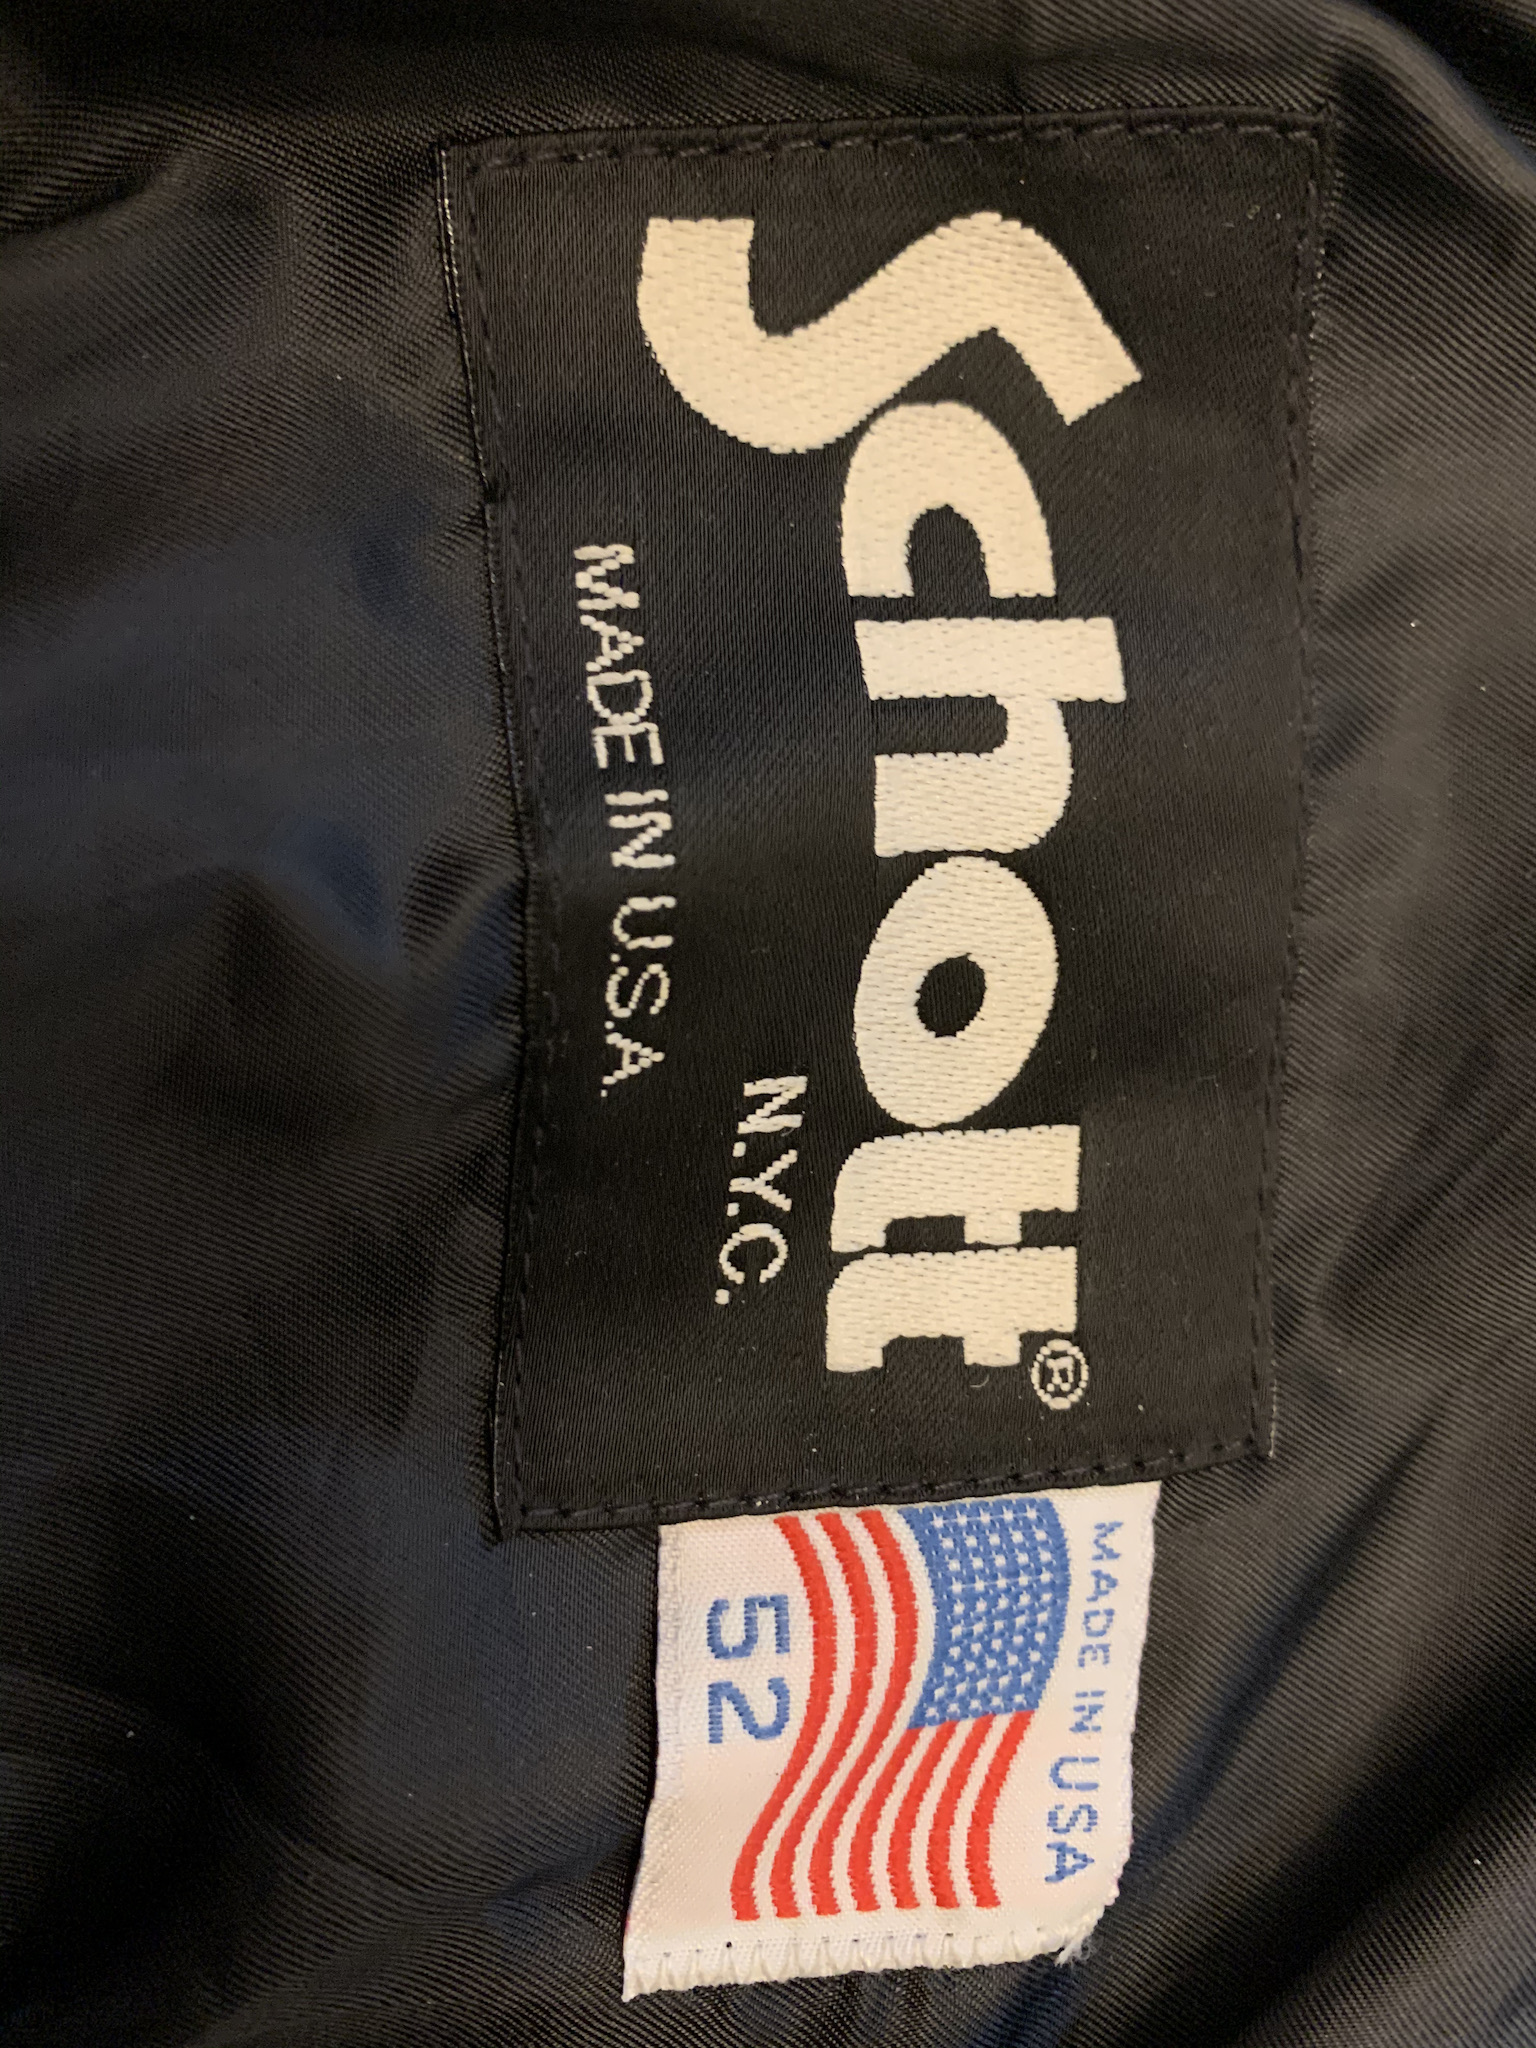 Schott®
N.Y.C.
MADE IN U.S.A.
MADE IN USA
52